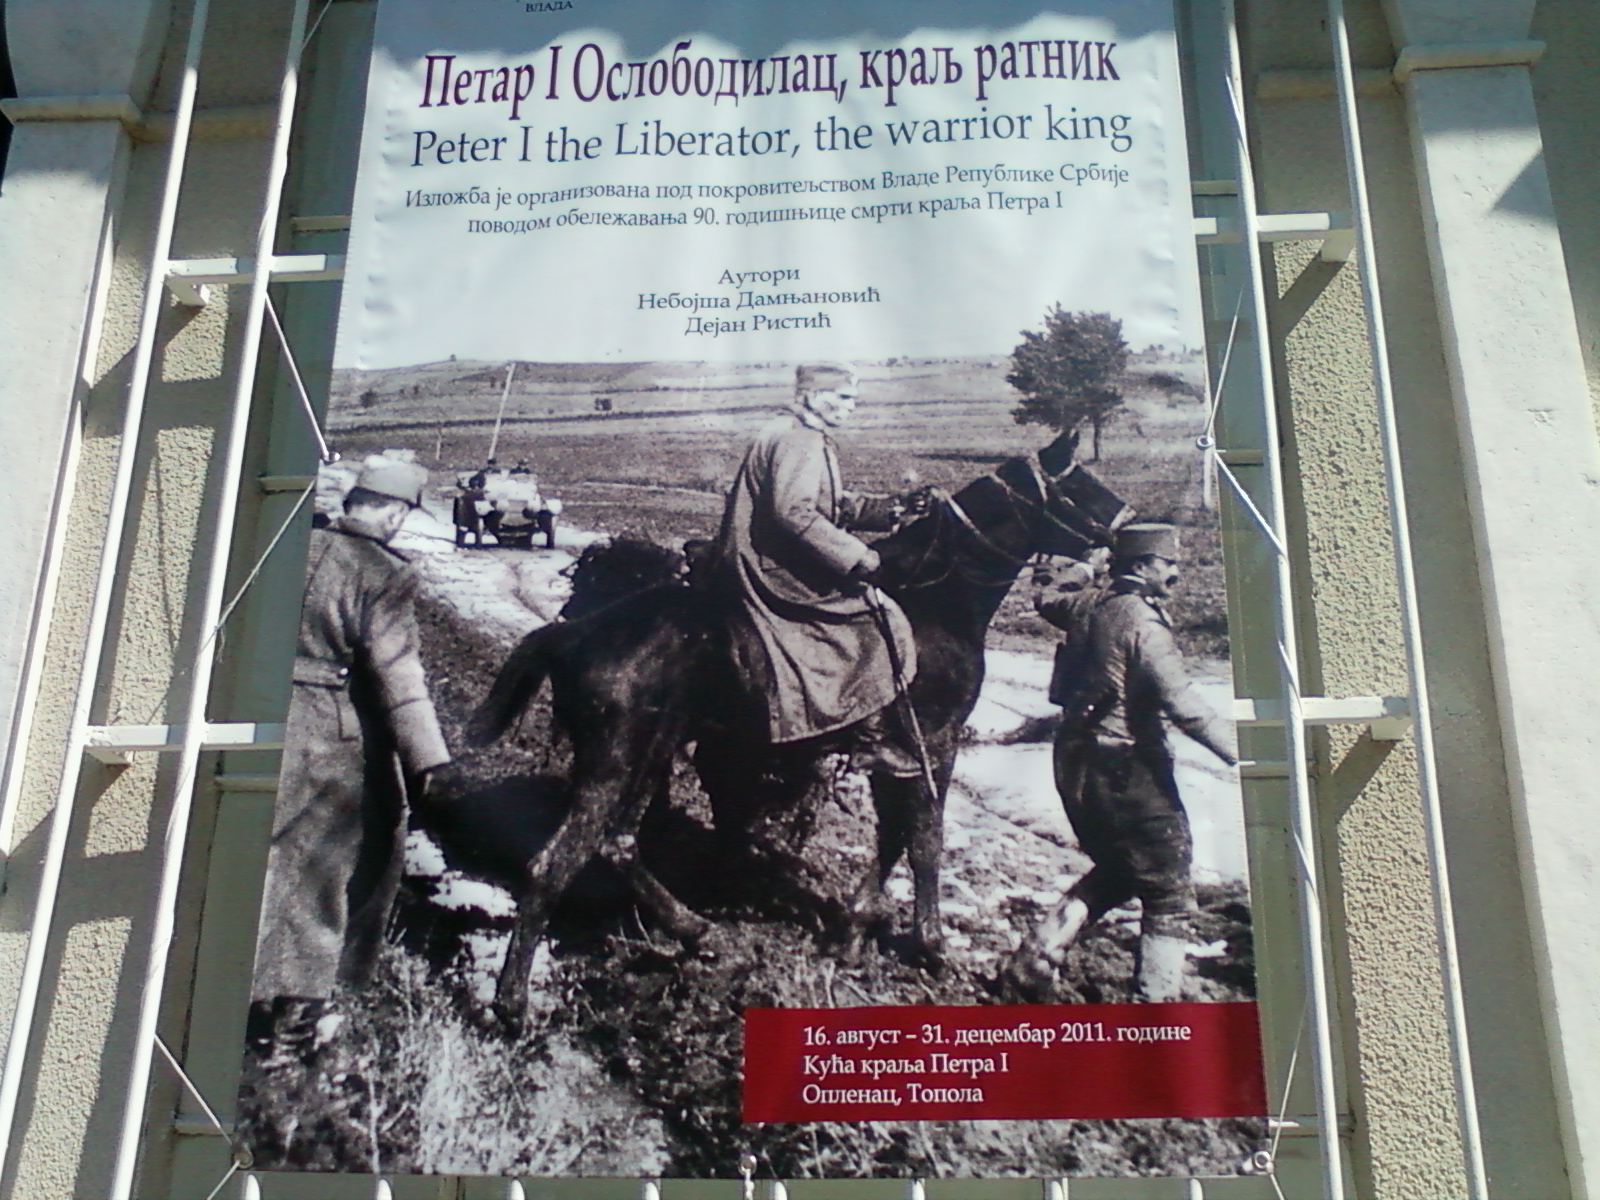 ВЛАДА
Петар I Ослободилац, краљ ратник
Peter I the Liberator, the warrior king
Изложба је организована под покровитељством Владе Републике Србије
поводом обележавања 90. годишњице смрти краља Петра I
Аутори
Небојша Дамњановић
Дејан Ристић
16. август – 31. децембар 2011. године
Кућа краља Петра I
Опленац, Топола